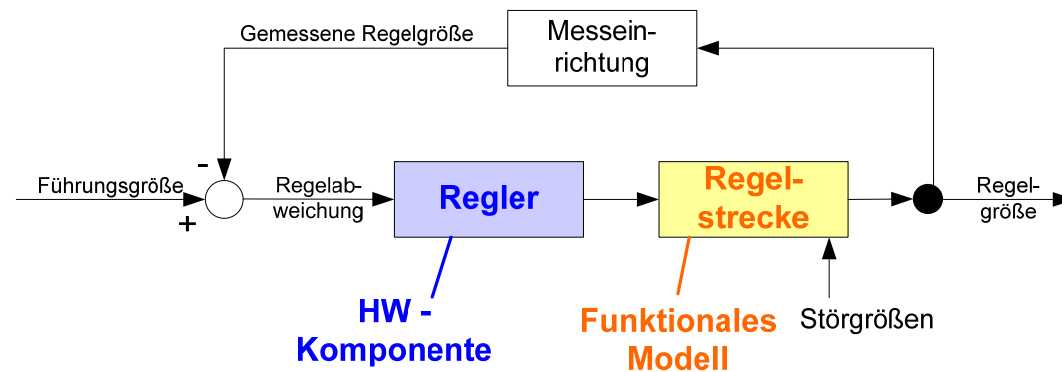 Gemessene Regelgröße
Messein-
richtung
-
Führungsgröße
+
Regelab-
weichung
Regler
Regel-
strecke
Regel-
größe
HW -
Komponente
Funktionales
Modell
Störgrößen